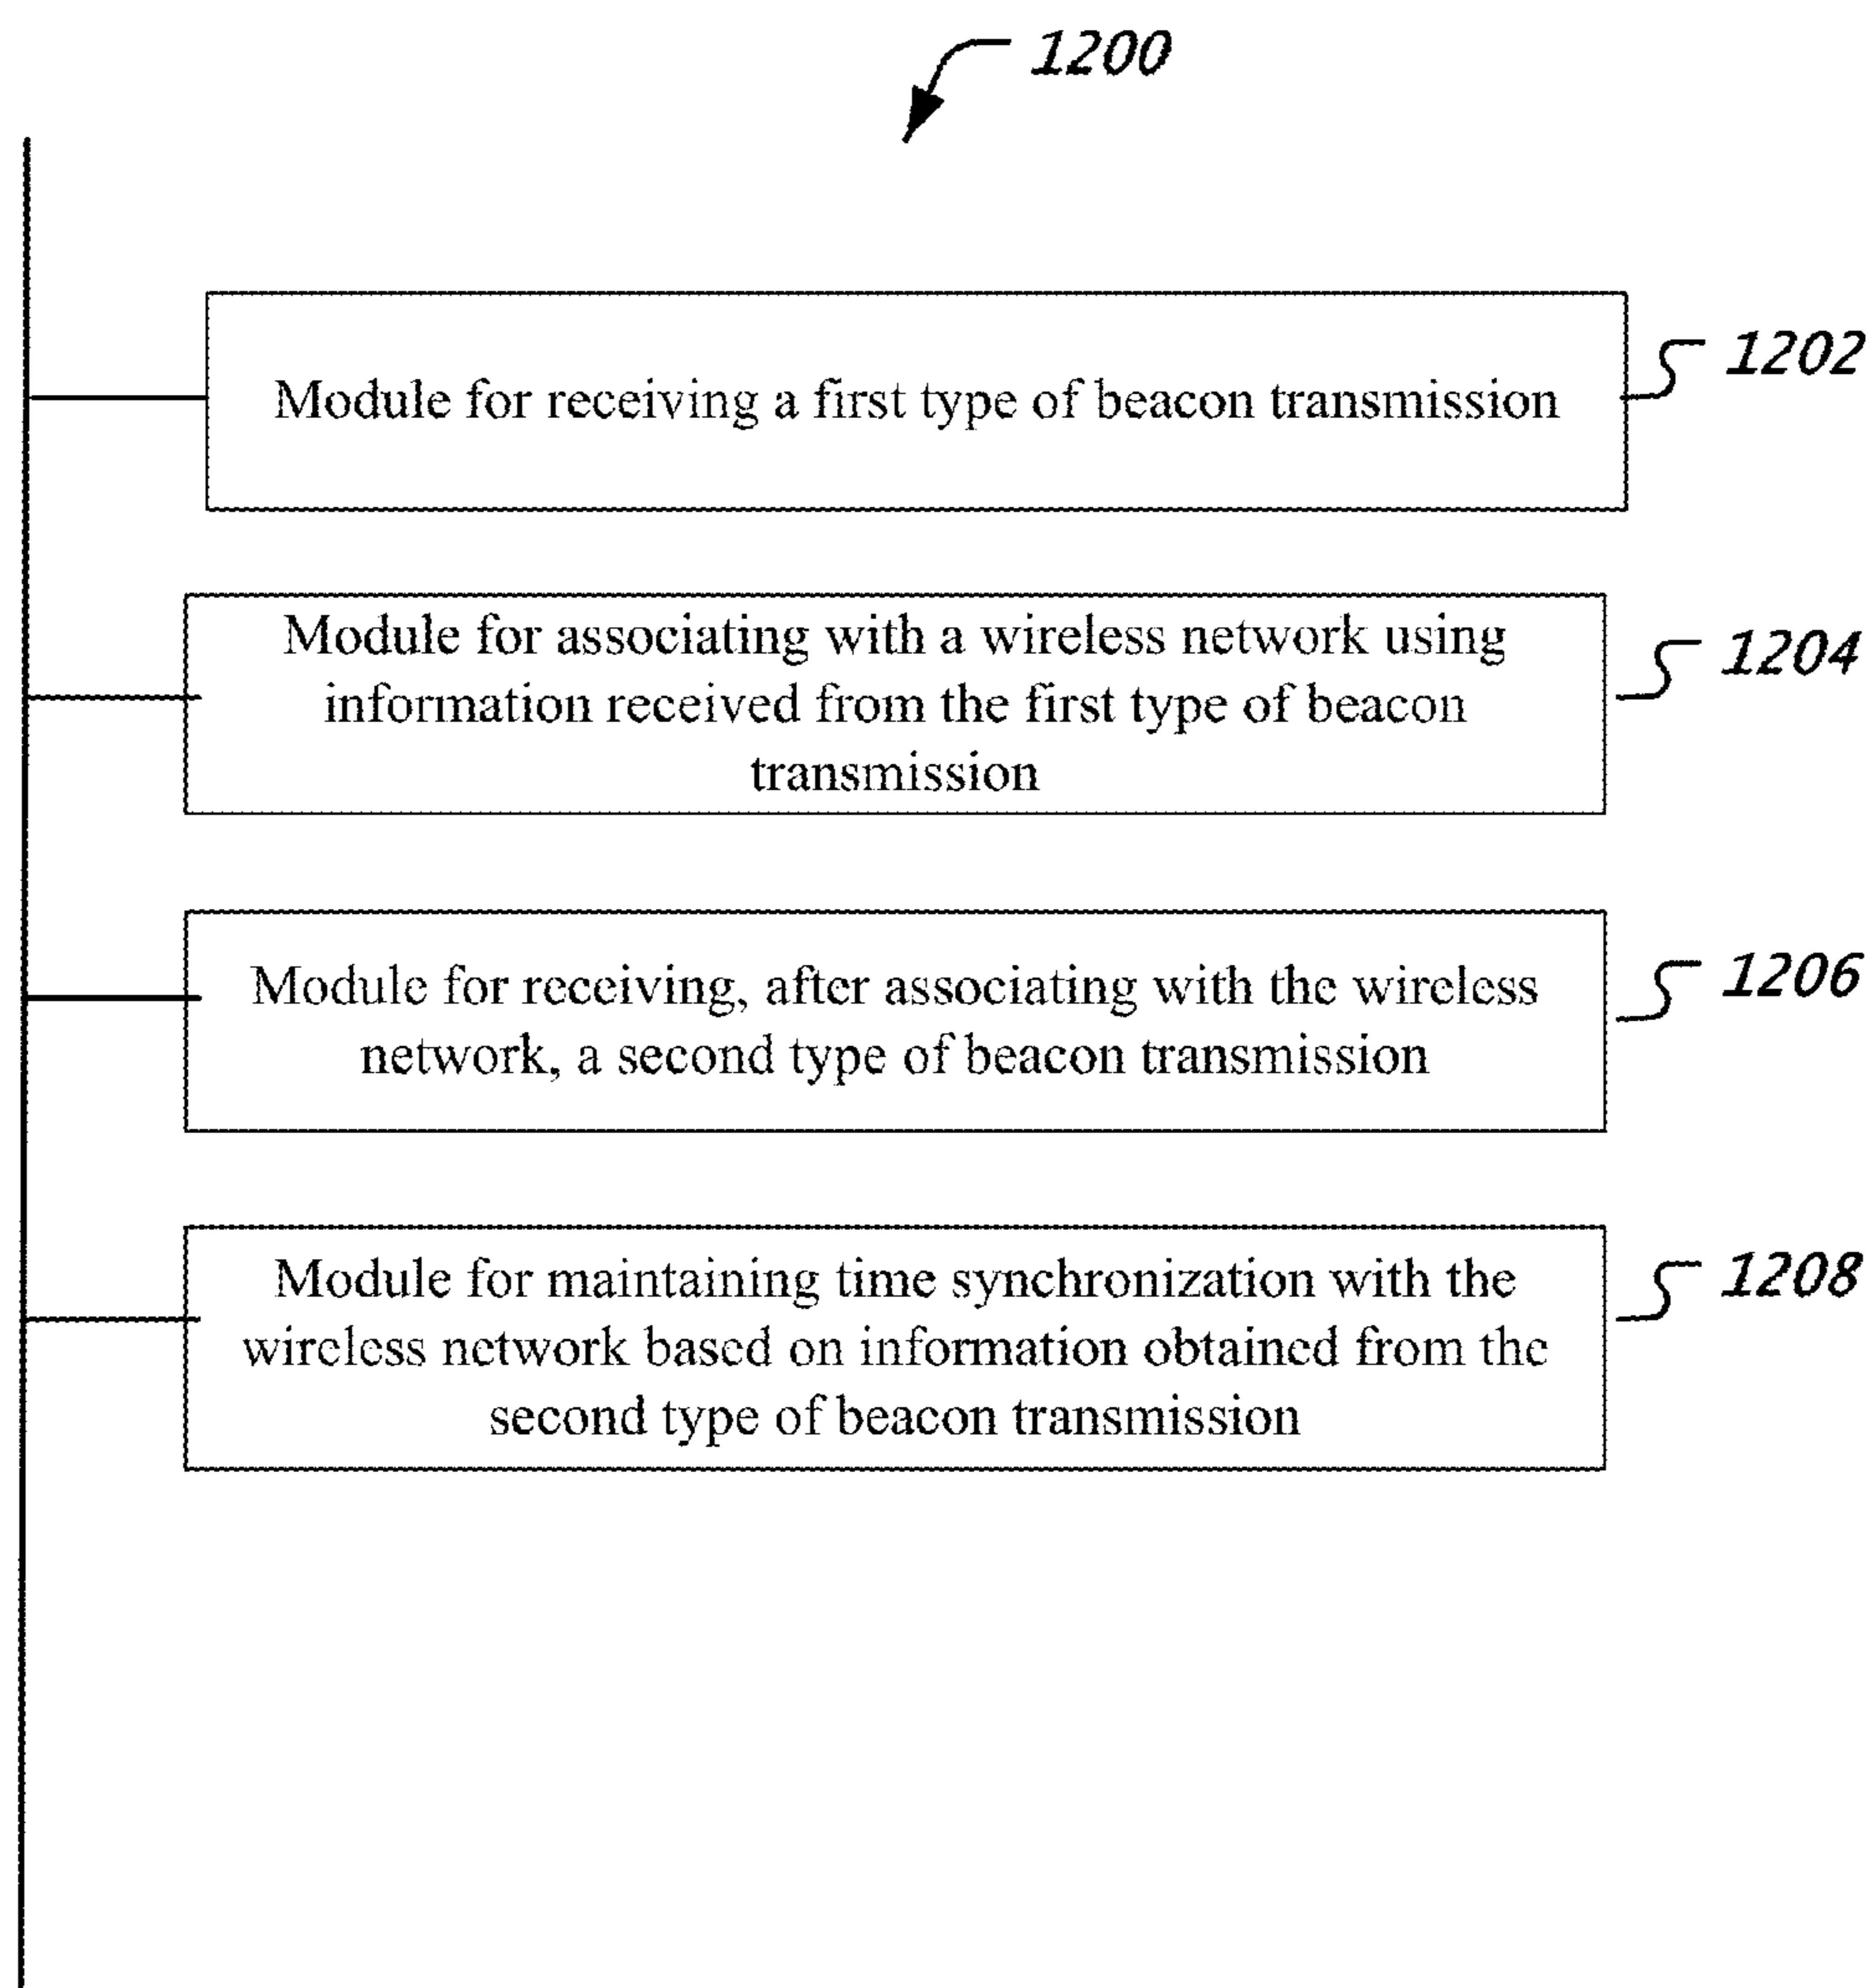 1200
Module for receiving a first type of beacon transmission
1202
Module for associating with a wireless network using
information received from the first type of beacon
transmission
1204
Module for receiving, after associating with the wireless
network, a second type of beacon transmission
1206
Module for maintaining time synchronization with the
wireless network based on information obtained from the
second type of beacon transmission
1208